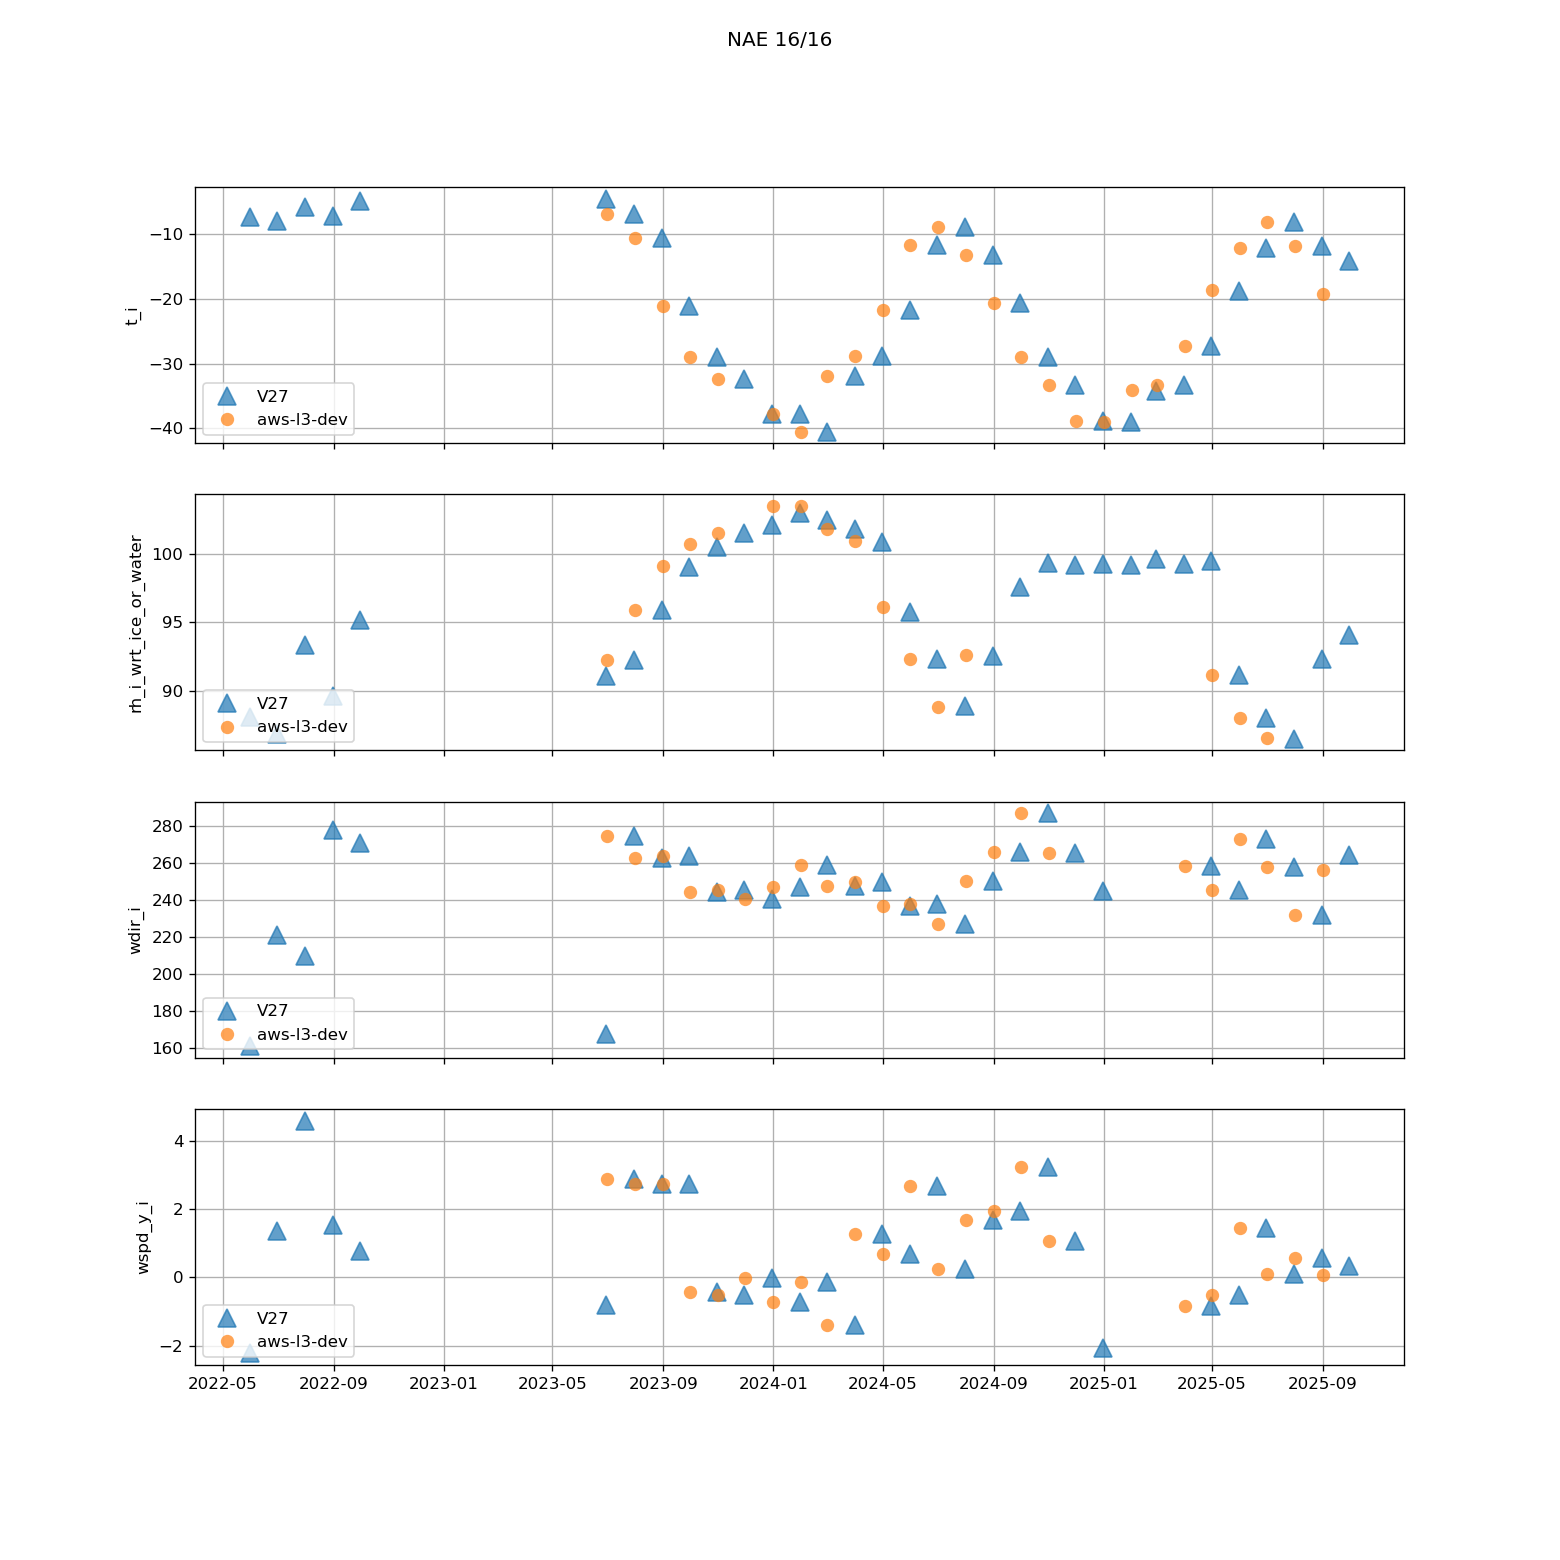 NAE 16/16
t_i
−10
−20
−30
−40
V27
aws-l3-dev
rh_i_wrt_ice_or_water
100
95
90
V27
aws-l3-dev
wdir_i
280
260
240
220
200
180
160
V27
aws-l3-dev
wspd_y_i
4
2
0
−2
V27
aws-l3-dev
2022-05 2022-09 2023-01 2023-05 2023-09 2024-01 2024-05 2024-09 2025-01 2025-05 2025-09